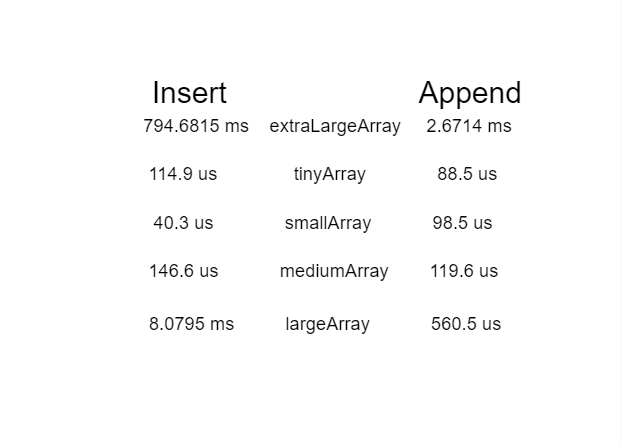 Insert Append
794.6815 ms extraLargeArray 2.6714 ms
114.9 us tinyArray 88.5 us
40.3 us smallArray 98.5 us
146.6 us mediumArray 119.6 us
8.0795 ms largeArray 560.5 us